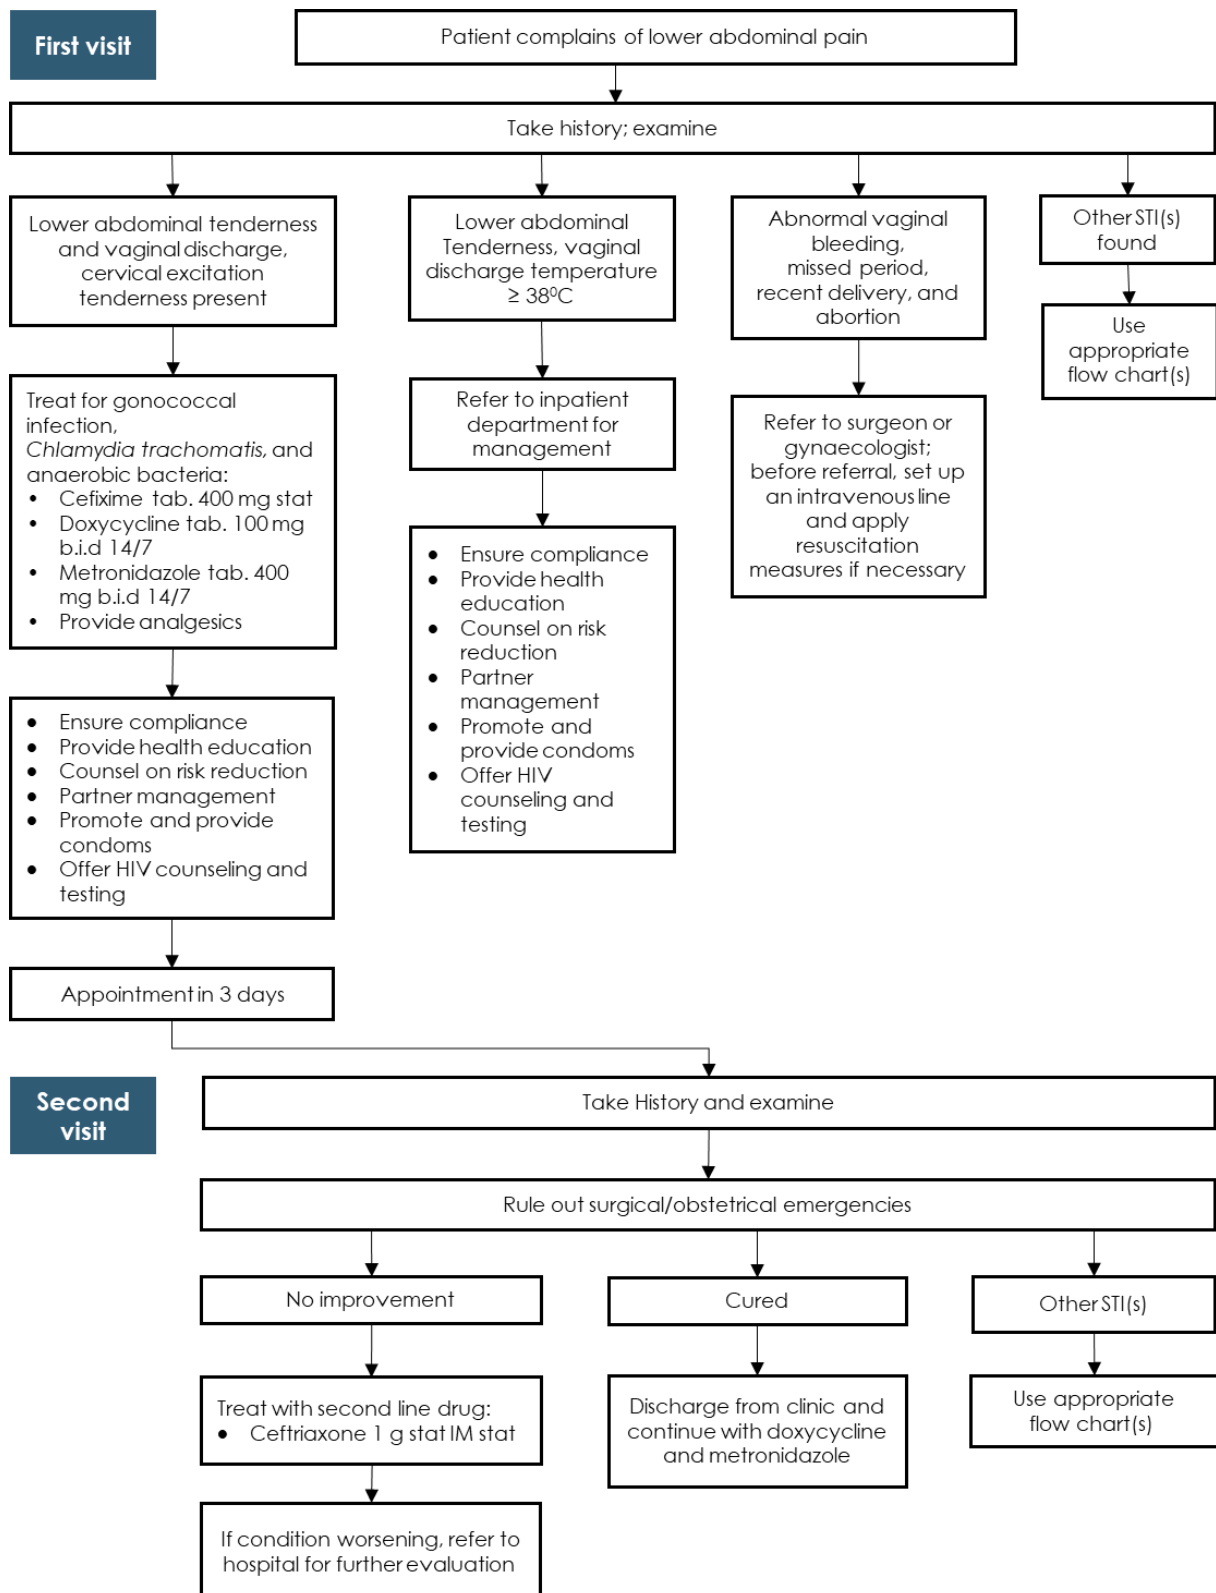 First visit
Patient complains of lower abdominal pain
Take history; examine
Lower abdominal tenderness
and vaginal discharge,
cervical excitation
tenderness present
Lower abdominal
Tenderness, vaginal
discharge temperature
≥ 38⁰C
Abnormal vaginal
bleeding,
missed period,
recent delivery, and
abortion
Other STI(s)
found
Use
appropriate
flow chart(s)
Treat for gonococcal
infection,
Chlamydia trachomatis, and
anaerobic bacteria:
• Cefixime tab. 400 mg stat
• Doxycycline tab. 100 mg
b.i.d 14/7
• Metronidazole tab. 400
mg b.i.d 14/7
• Provide analgesics
Refer to inpatient
department for
management
Refer to surgeon or
gynaecologist;
before referral, set up
an intravenous line
and apply
resuscitation
measures if necessary
● Ensure compliance
● Provide health
education
● Counsel on risk
reduction
● Partner
management
● Promote and
provide condoms
● Offer HIV
counseling and
testing
● Ensure compliance
● Provide health education
● Counsel on risk reduction
● Partner management
● Promote and provide
condoms
● Offer HIV counseling and
testing
Appointment in 3 days
Second
visit
Take History and examine
Rule out surgical/obstetrical emergencies
No improvement
Cured
Other STI(s)
Treat with second line drug:
● Ceftriaxone 1 g stat IM stat
Discharge from clinic and
continue with doxycycline
and metronidazole
Use appropriate
flow chart(s)
If condition worsening, refer to
hospital for further evaluation